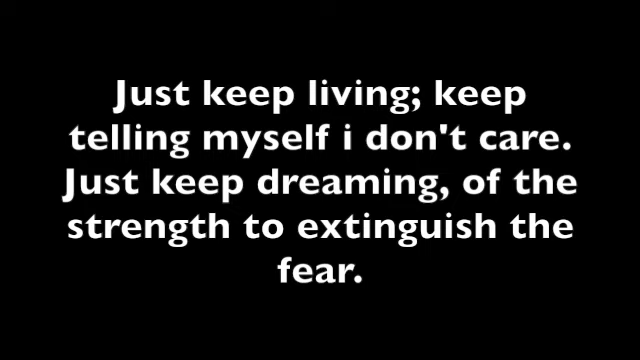 Just keep living; keep
telling myself i don't care.
Just keep dreaming, of the
strength to extinguish the
fear.